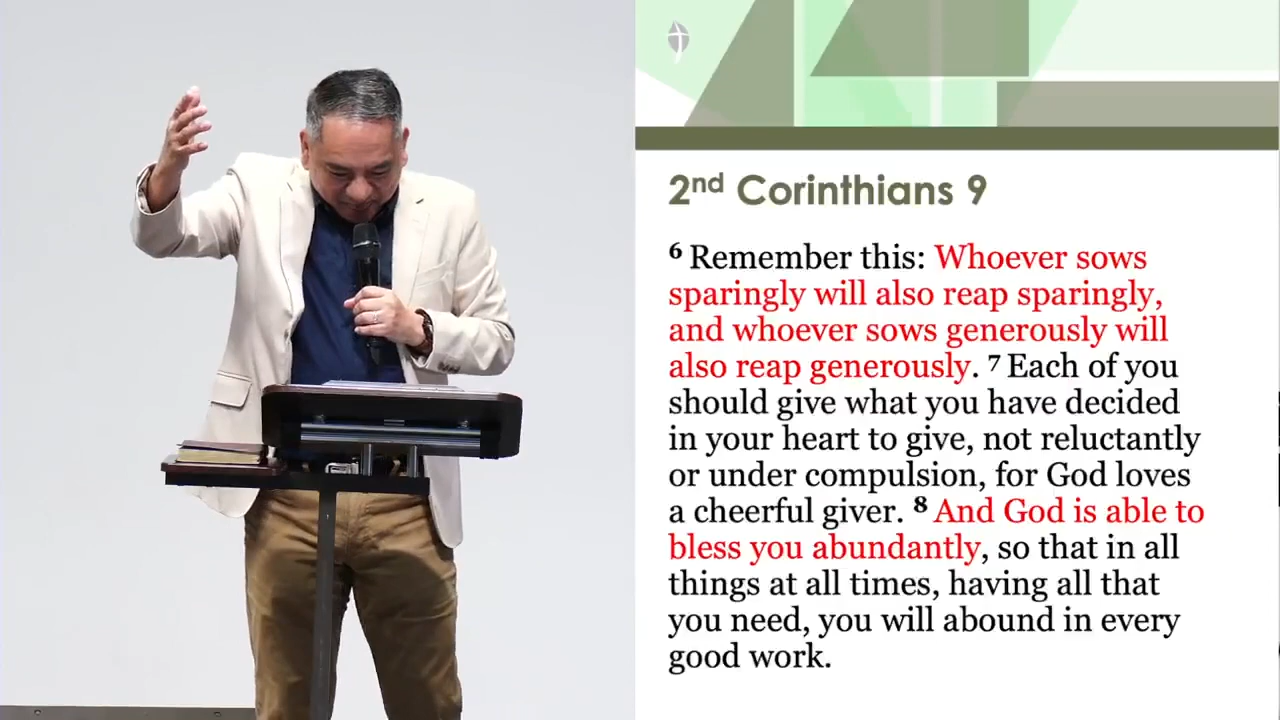 2nd Corinthians 9
6 Remember this: Whoever sows
sparingly will also reap sparingly,
and whoever sows generously will
also reap generously. 7 Each of you
should give what you have decided
in your heart to give, not reluctantly
or under compulsion, for God loves
a cheerful giver. 8 And God is able to
bless you abundantly, so that in all
things at all times, having all that
you need, you will abound in every
good work.